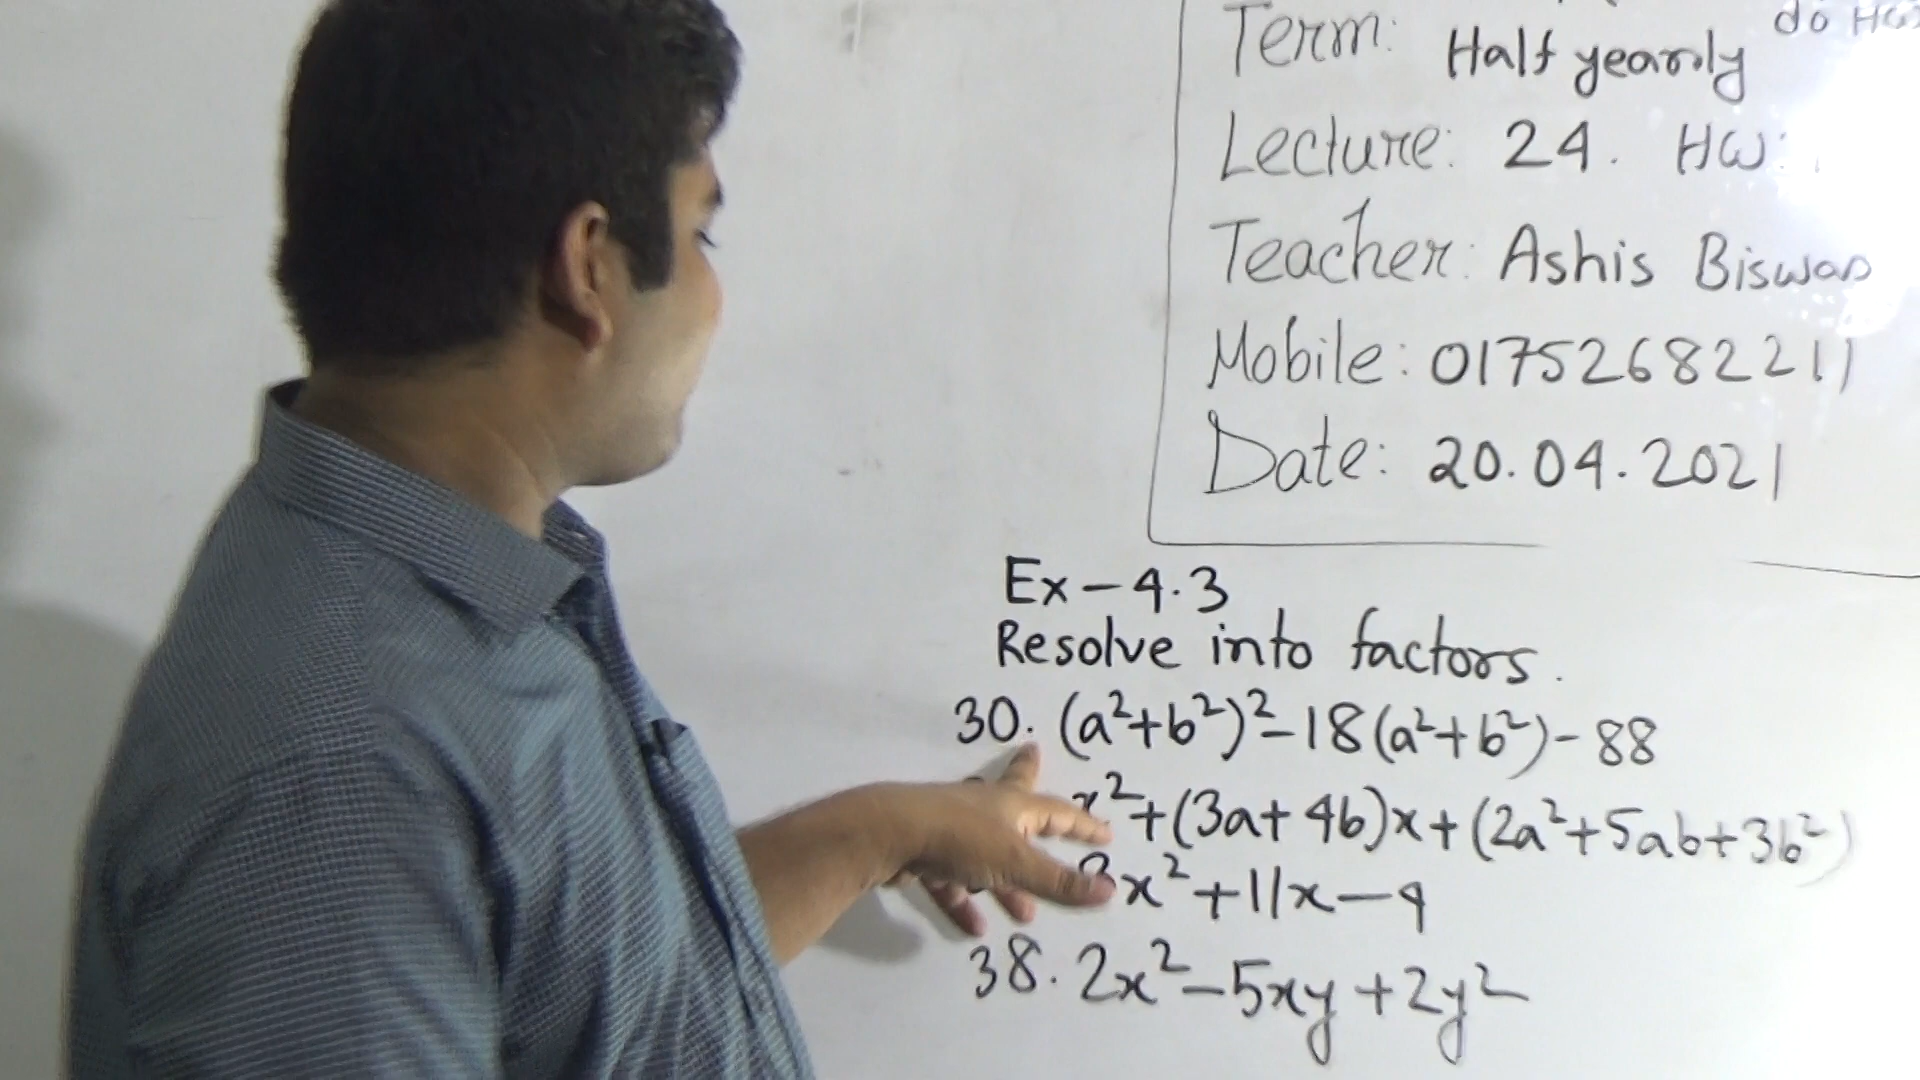 do
Term: Half yearly
Lecture: 24. HW:
Teacher: Ashis Biswas
Mobile: 01752682211
Date: 20.04.2021
Ex-4.3
Resolve into factors.
30. (a²+b²)²-18(a²+b²)-88
x²+(3a+4b)x+(2a²+5ab+3b²)
3x²+11x-4
38. 2x²-5xy+2y²